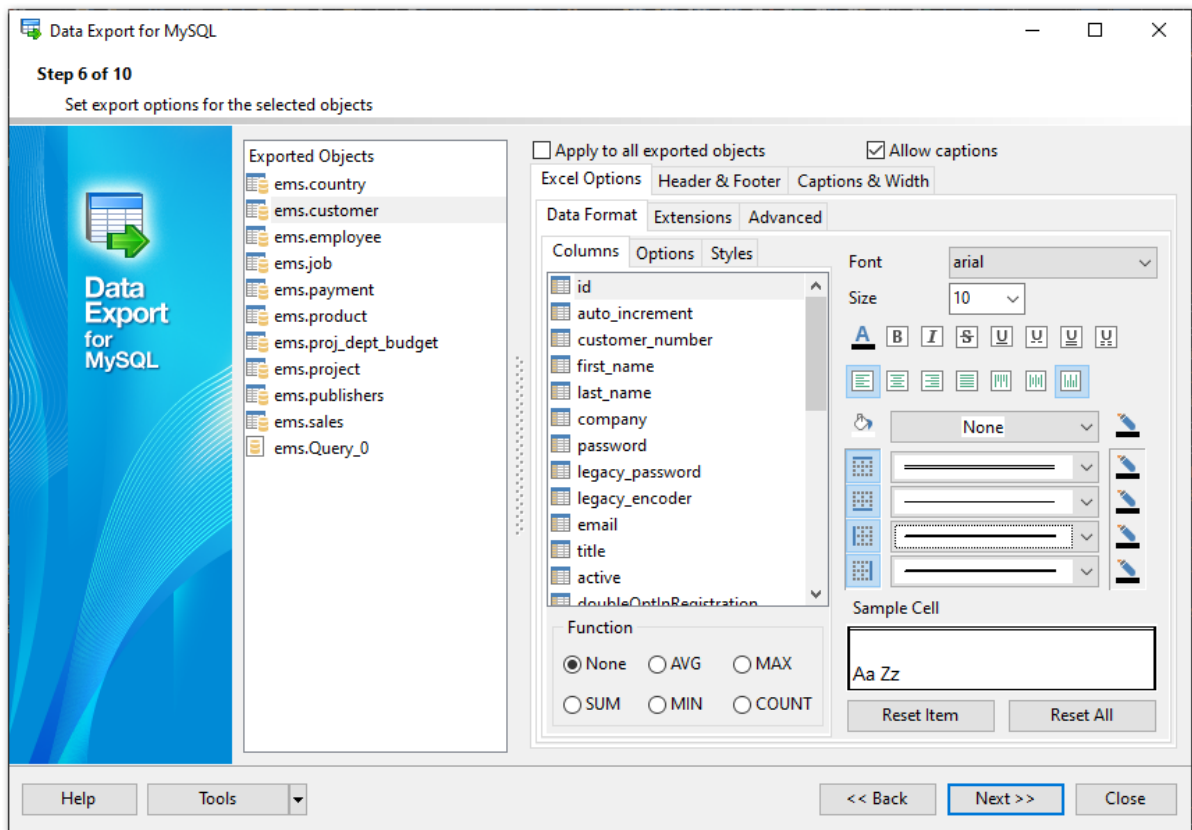 Data Export for MySQL
Step 6 of 10
Set export options for the selected objects
Data
Export
for
MySQL
Exported Objects
ems.country
ems.customer
ems.employee
ems.job
ems.payment
ems.product
ems.proj_dept_budget
ems.project
ems.publishers
ems.sales
ems.Query_0
Apply to all exported objects
Allow captions
Excel Options Header & Footer Captions & Width
Data Format Extensions Advanced
Columns Options Styles
id
auto_increment
customer_number
first_name
last_name
company
password
legacy_password
legacy_encoder
email
title
active
doubleOptInRegistration
Function
None AVG MAX
SUM MIN COUNT
Font arial
Size 10
A B I S U U U U
None
Sample Cell
Aa Zz
Reset Item Reset All
Help Tools << Back Next >> Close